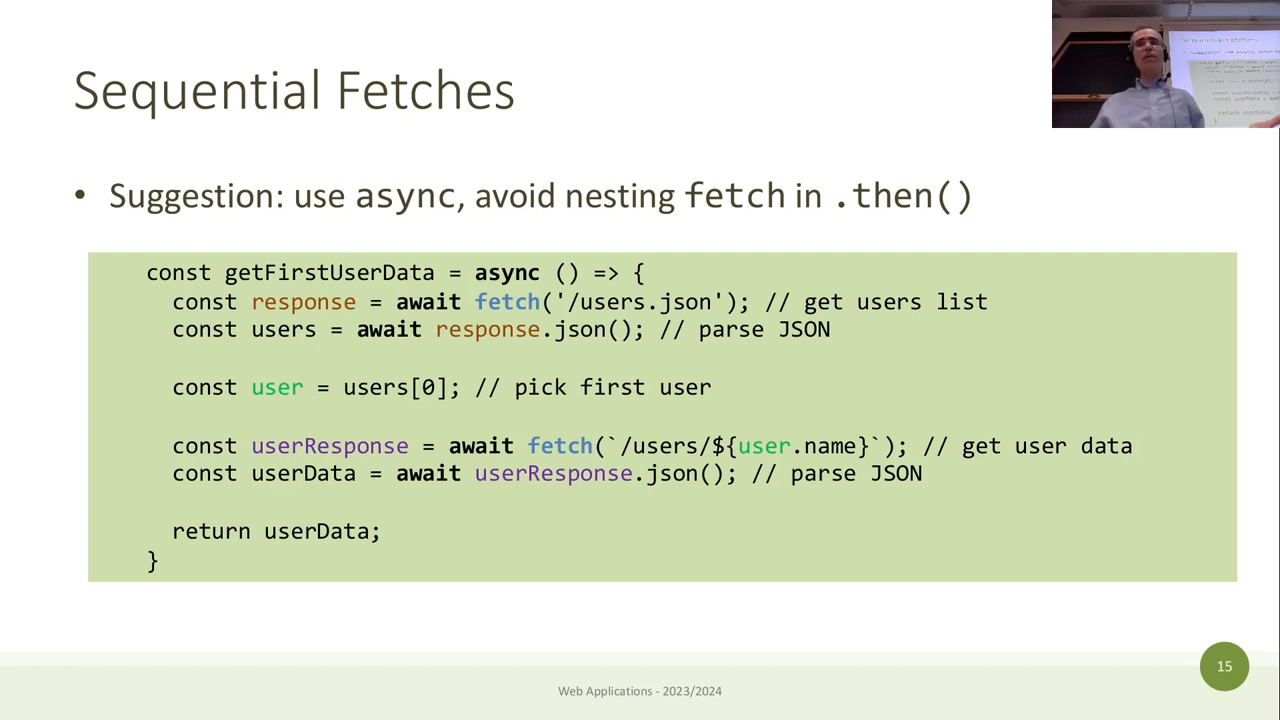 Sequential Fetches
• Suggestion: use async, avoid nesting fetch in .then()
const getFirstUserData = async () => {
const response = await fetch('/users.json'); // get users list
const users = await response.json(); // parse JSON
const user = users[0]; // pick first user
const userResponse = await fetch(`/users/${user.name}`); // get user data
const userData = await userResponse.json(); // parse JSON
return userData;
}
15
Web Applications - 2023/2024
Sequential Fetches